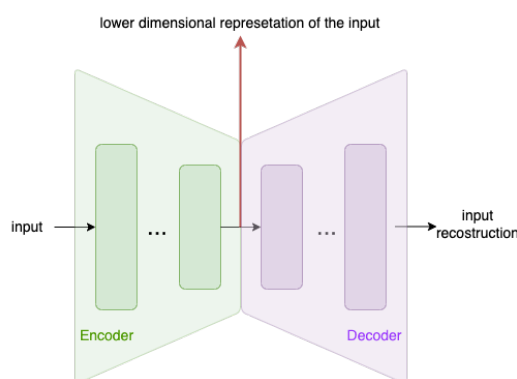 lower dimensional represetation of the input
input
...
...
input
recostruction
Encoder
Decoder